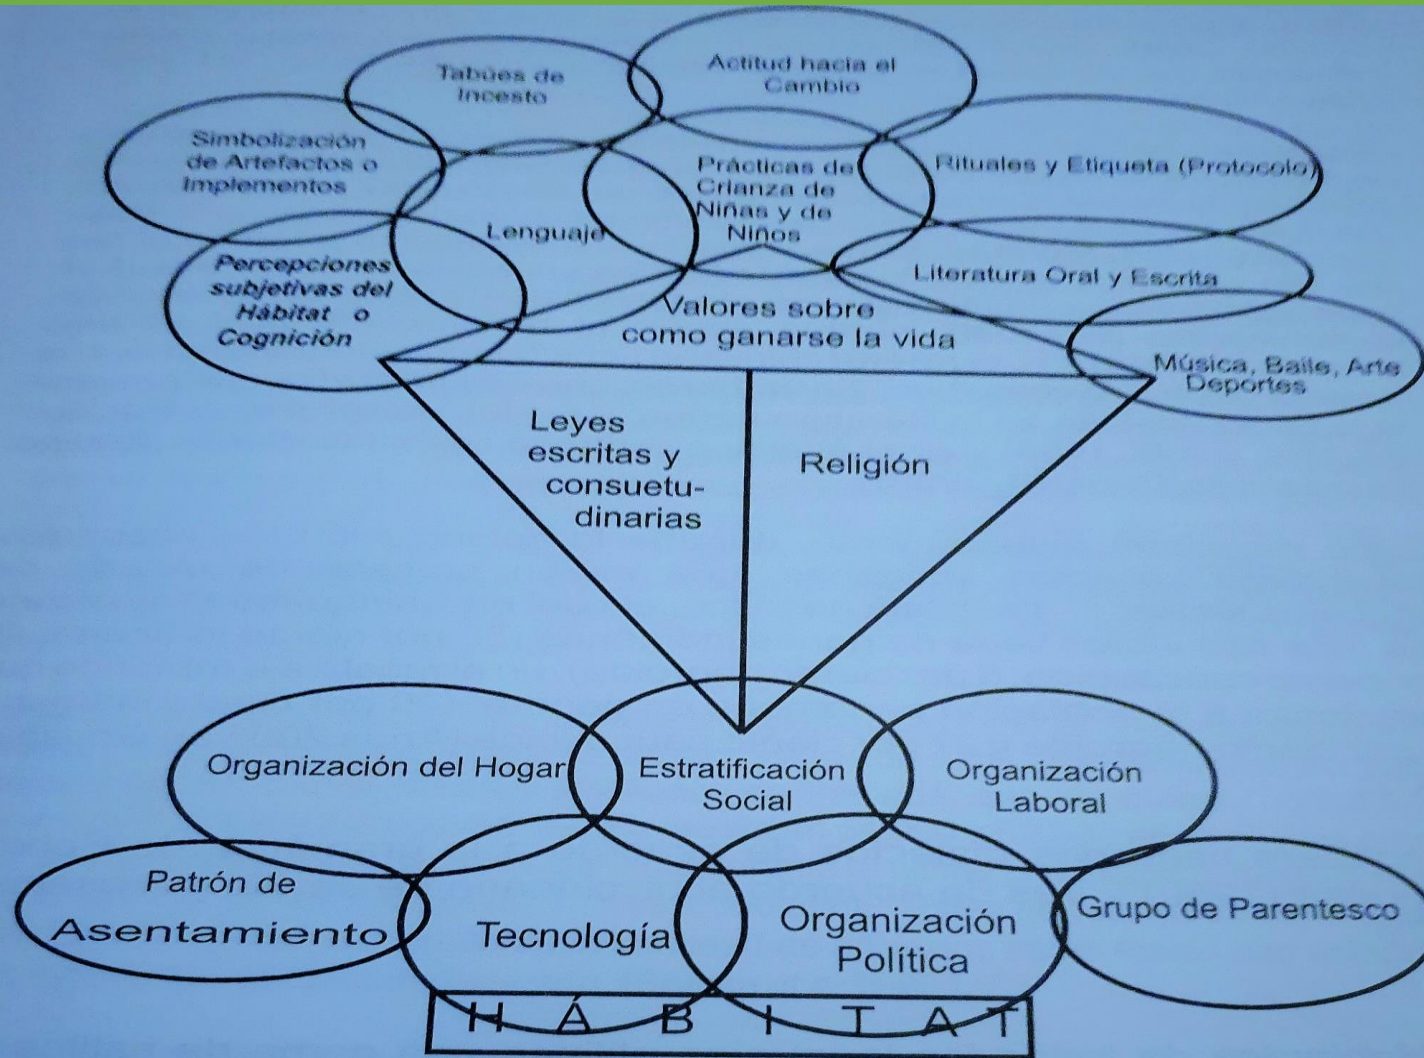 Tabúes de
Incesto
Actitud hacia el
Cambio
Simbolización
de Artefactos o
Implementos
Prácticas de
Crianza de
Niñas y de
Niños
Rituales y Etiqueta (Protocolo)
Lenguaje
Percepciones
subjetivas del
Hábitat o
Cognición
Literatura Oral y Escrita
Valores sobre
como ganarse la vida
Música, Baile, Arte
Deportes
Leyes
escritas y
consuetu-
dinarias
Religión
Organización del Hogar
Estratificación
Social
Organización
Laboral
Patrón de
Asentamiento
Tecnología
Organización
Política
Grupo de Parentesco
HÁBITAT